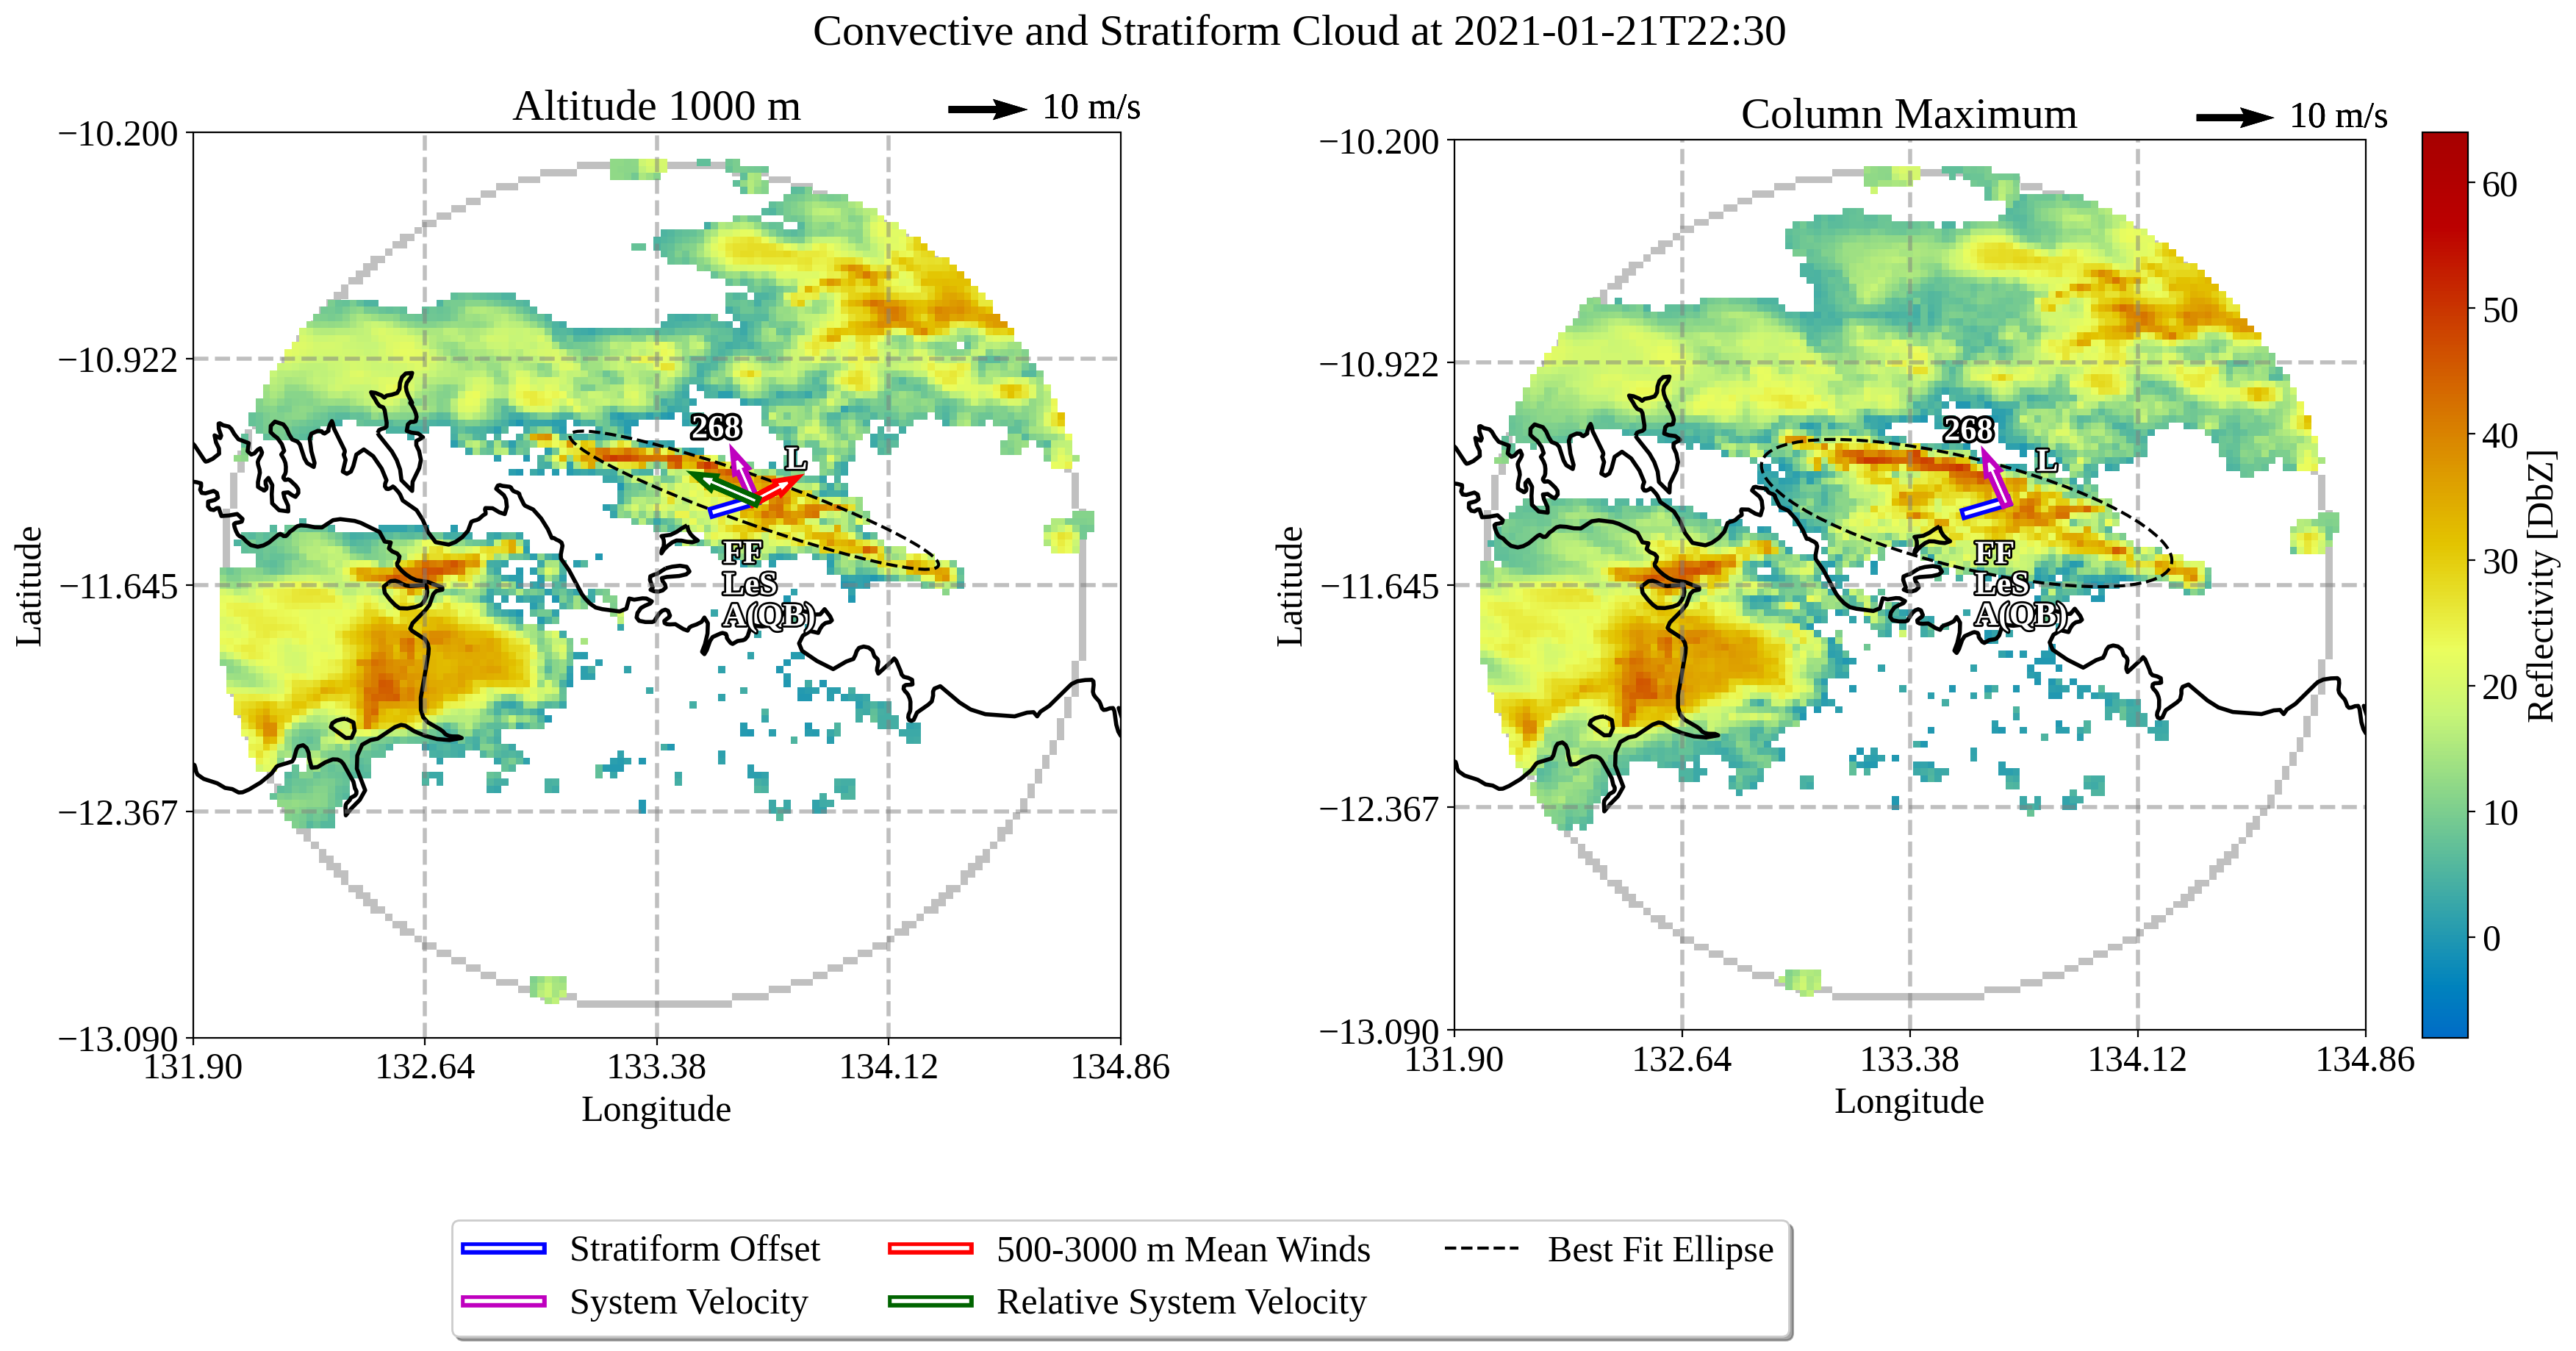 Convective and Stratiform Cloud at 2021-01-21T22:30
Altitude 1000 m
10 m/s
−10.200
−10.922
−11.645
−12.367
−13.090
131.90
132.64
133.38
134.12
134.86
Latitude
Longitude
268
L
FF
LeS
A(QB)
Column Maximum
10 m/s
−10.200
−10.922
−11.645
−12.367
−13.090
131.90
132.64
133.38
134.12
134.86
Latitude
Longitude
268
L
FF
LeS
A(QB)
60
50
40
30
20
10
0
Reflectivity [DbZ]
Stratiform Offset
System Velocity
500-3000 m Mean Winds
Relative System Velocity
Best Fit Ellipse